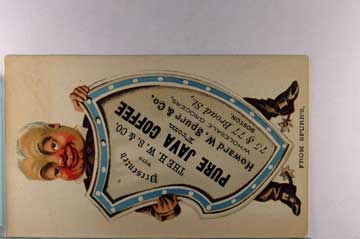 Presented
WITH
THE H. W. S. & CO.
PURE JAVA COFFEE
From
Howard W. Spurr & Co.
WHOLESALE GROCERS,
75 & 77 Broad St.,
BOSTON.
FROM SPURR'S.